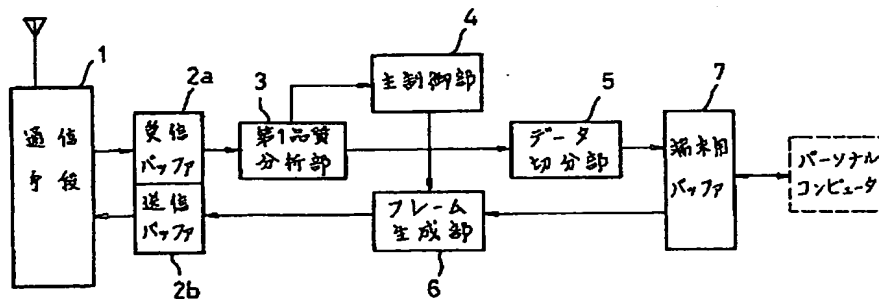 1
通信
手段
2a
受信
バッファ
送信
バッファ
2b
3
第1品質
分析部
4
主制御部
5
データ
切分部
フレーム
生成部
6
7
端末用
バッファ
パーソナル
コンピュータ